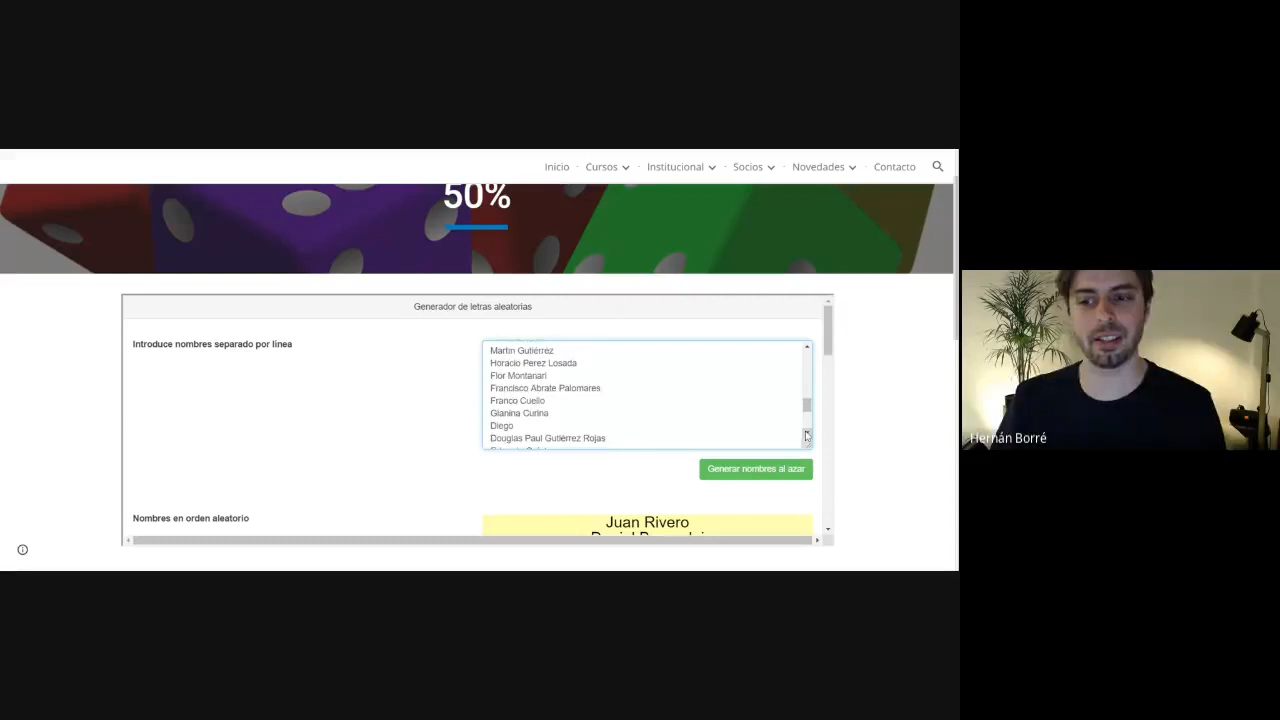 Inicio Cursos Institucional Socios Novedades Contacto
50%
Generador de letras aleatorias
Introduce nombres separado por linea
Martin Gutiérrez
Horacio Perez Losada
Flor Montanari
Francisco Abrate Palomares
Franco Cuello
Gianina Curina
Diego
Douglas Paul Gutiérrez Rojas
Generar nombres al azar
Nombres en orden aleatorio
Juan Rivero
Hernán Borré